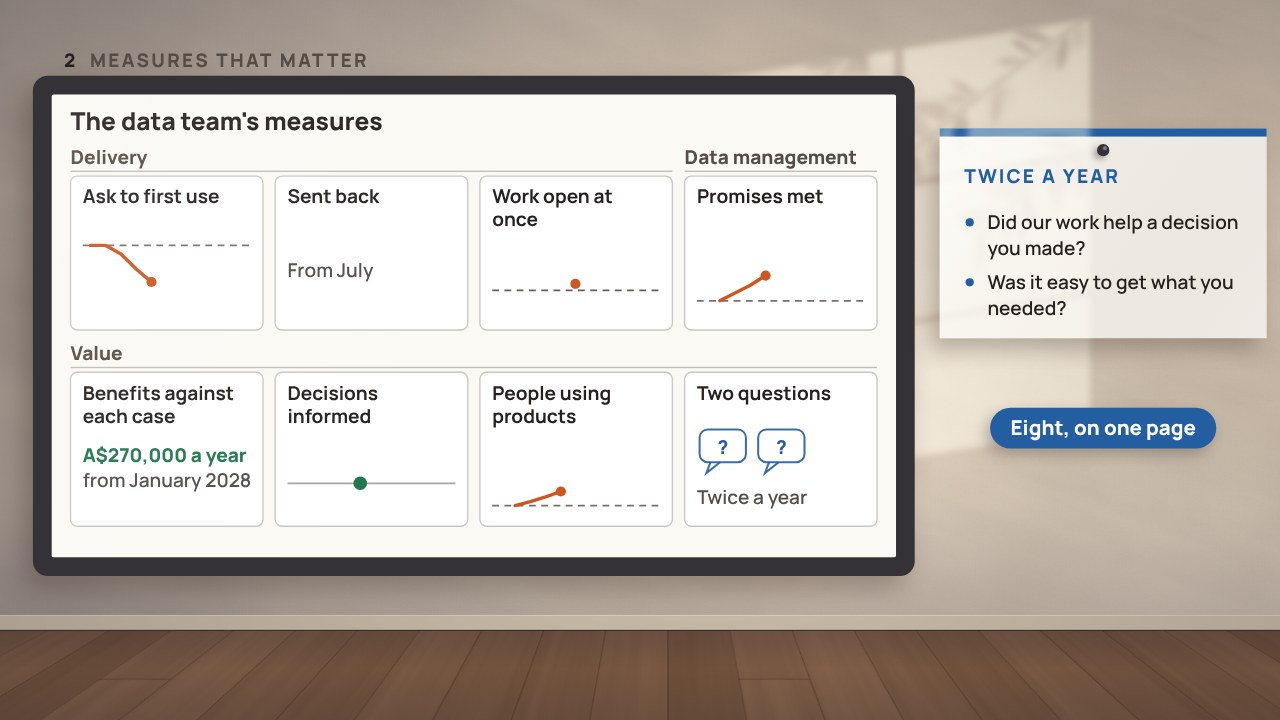 2 MEASURES THAT MATTER
The data team's measures
Delivery
Data management
Ask to first use
Sent back
From July
Work open at
once
Promises met
Value
Benefits against
each case
A$270,000 a year
from January 2028
Decisions
informed
People using
products
Two questions
? ?
Twice a year
TWICE A YEAR
• Did our work help a decision
you made?
• Was it easy to get what you
needed?
Eight, on one page